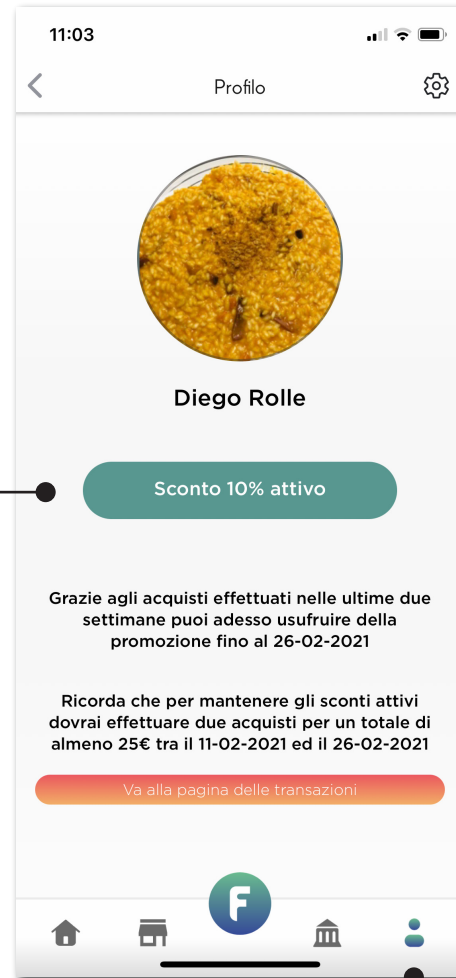 11:03
Profilo
Diego Rolle
Sconto 10% attivo
Grazie agli acquisti effettuati nelle ultime due
settimane puoi adesso usufruire della
promozione fino al 26-02-2021
Ricorda che per mantenere gli sconti attivi
dovrai effettuare due acquisti per un totale di
almeno 25€ tra il 11-02-2021 ed il 26-02-2021
Va alla pagina delle transazioni
F